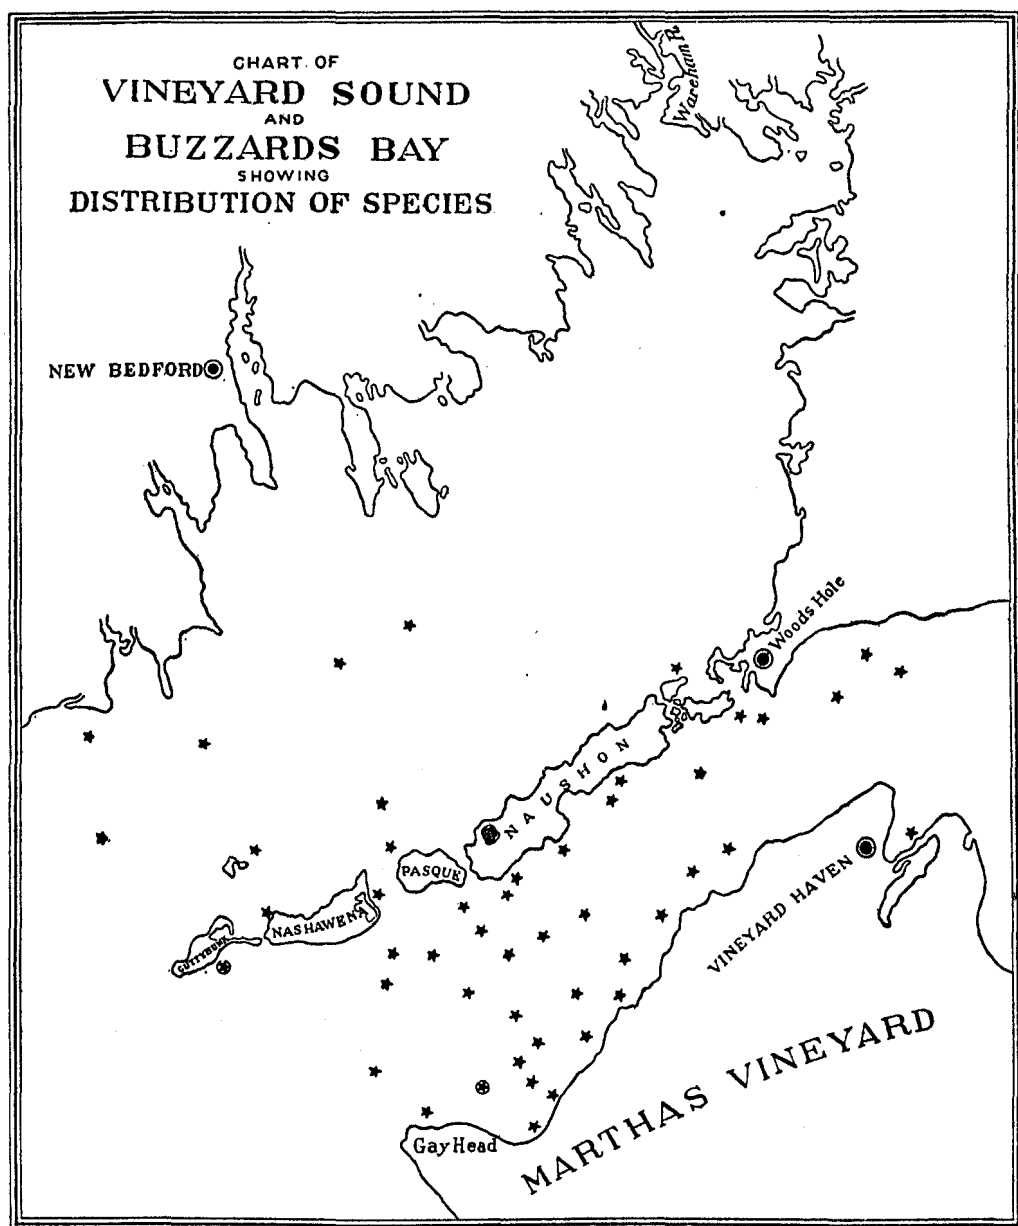 CHART OF
VINEYARD SOUND
AND
BUZZARDS BAY
SHOWING
DISTRIBUTION OF SPECIES
Wareham R.
NEW BEDFORD
Woods Hole
NAUSHON
PASQUE
NASHAWENA
CUTTYHUNK
VINEYARD HAVEN
MARTHAS VINEYARD
Gay Head